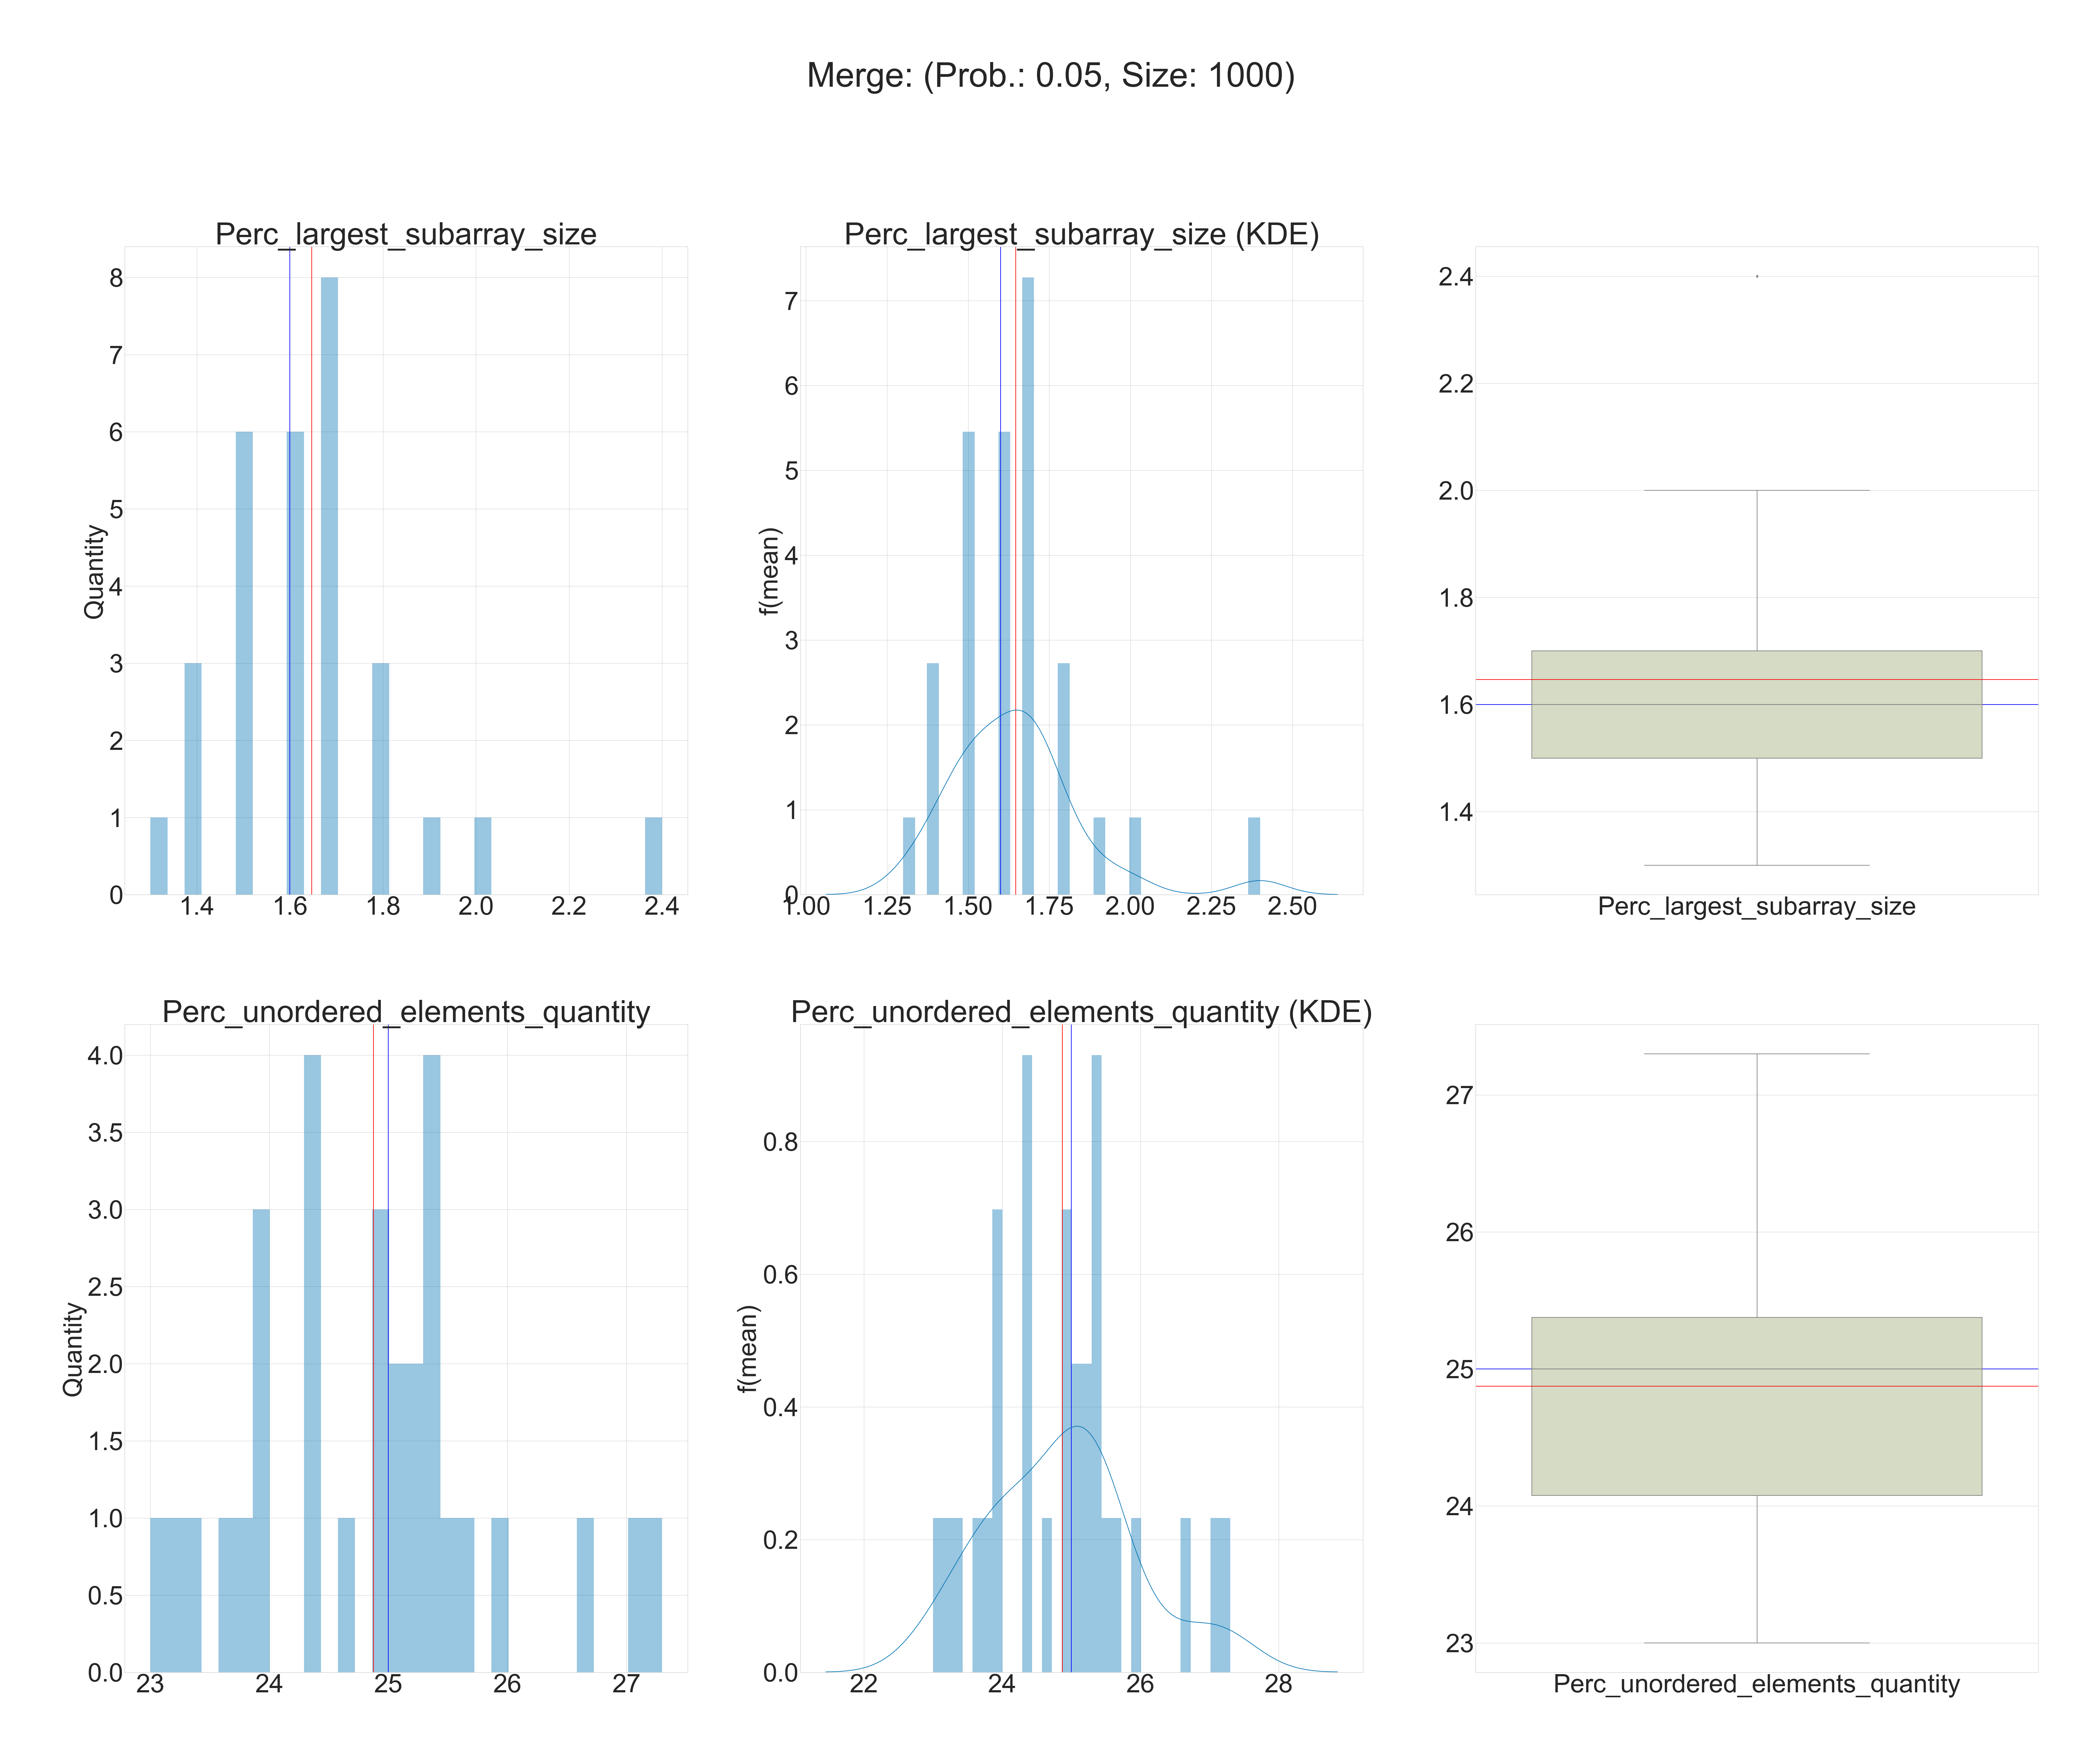 Merge: (Prob.: 0.05, Size: 1000)
Perc_largest_subarray_size
8
7
6
5
4
3
2
1
0
Quantity
1.4 1.6 1.8 2.0 2.2 2.4
Perc_largest_subarray_size (KDE)
7
6
5
4
3
2
1
0
f(mean)
1.00 1.25 1.50 1.75 2.00 2.25 2.50
2.4
2.2
2.0
1.8
1.6
1.4
Perc_largest_subarray_size
Perc_unordered_elements_quantity
4.0
3.5
3.0
2.5
2.0
1.5
1.0
0.5
0.0
Quantity
23 24 25 26 27
Perc_unordered_elements_quantity (KDE)
0.8
0.6
0.4
0.2
0.0
f(mean)
22 24 26 28
27
26
25
24
23
Perc_unordered_elements_quantity